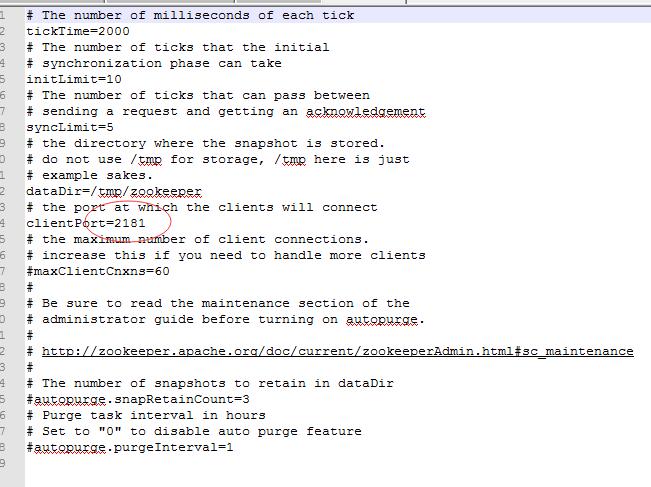 1 # The number of milliseconds of each tick
2 tickTime=2000
3 # The number of ticks that the initial
4 # synchronization phase can take
5 initLimit=10
6 # The number of ticks that can pass between
7 # sending a request and getting an acknowledgement
8 syncLimit=5
9 # the directory where the snapshot is stored.
0 # do not use /tmp for storage, /tmp here is just
1 # example sakes.
2 dataDir=/tmp/zookeeper
3 # the port at which the clients will connect
4 clientPort=2181
5 # the maximum number of client connections.
6 # increase this if you need to handle more clients
7 #maxClientCnxns=60
8 #
9 # Be sure to read the maintenance section of the
0 # administrator guide before turning on autopurge.
1 #
2 # http://zookeeper.apache.org/doc/current/zookeeperAdmin.html#sc_maintenance
3 #
4 # The number of snapshots to retain in dataDir
5 #autopurge.snapRetainCount=3
6 # Purge task interval in hours
7 # Set to "0" to disable auto purge feature
8 #autopurge.purgeInterval=1
9